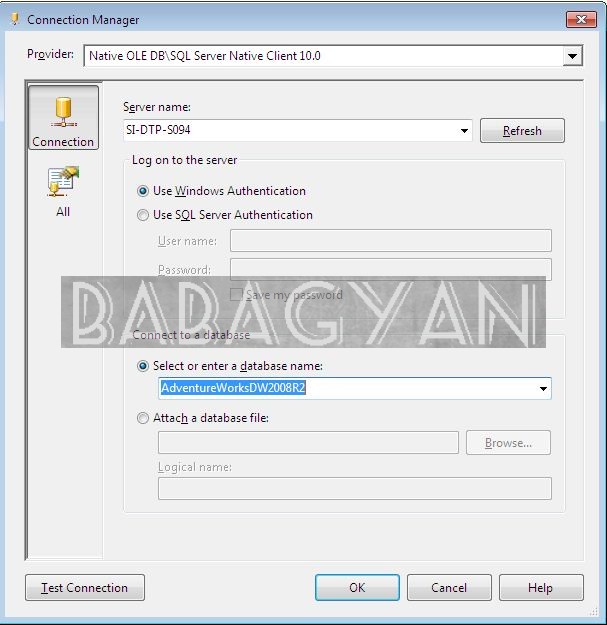 Connection Manager
Provider: Native OLE DB\SQL Server Native Client 10.0
Connection
All
Server name:
SI-DTP-S094
Refresh
Log on to the server
Use Windows Authentication
Use SQL Server Authentication
User name:
Password:
Save my password
BABAGYAN
Connect to a database
Select or enter a database name:
AdventureWorksDW2008R2
Attach a database file:
Browse...
Logical name:
Test Connection OK Cancel Help